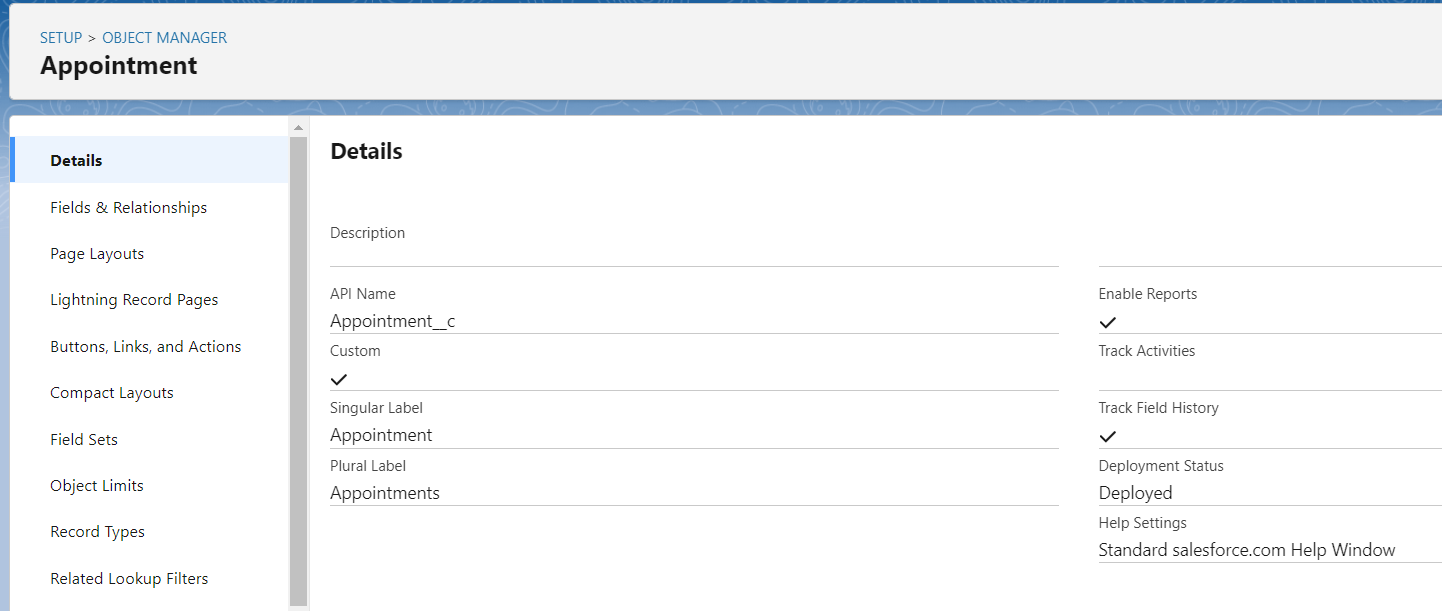 SETUP > OBJECT MANAGER
Appointment
Details
Fields & Relationships
Page Layouts
Lightning Record Pages
Buttons, Links, and Actions
Compact Layouts
Field Sets
Object Limits
Record Types
Related Lookup Filters
Details
Description
API Name
Appointment__c
Custom
Singular Label
Appointment
Plural Label
Appointments
Enable Reports
Track Activities
Track Field History
Deployment Status
Deployed
Help Settings
Standard salesforce.com Help Window